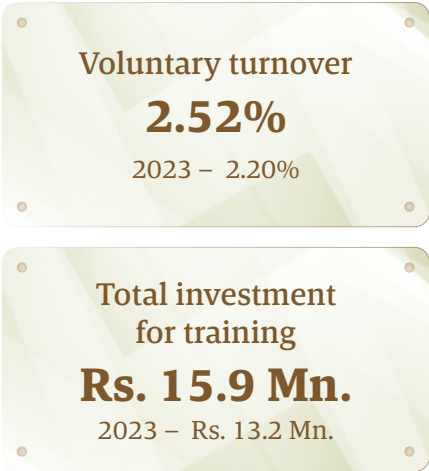 Voluntary turnover
2.52%
2023 – 2.20%
Total investment
for training
Rs. 15.9 Mn.
2023 – Rs. 13.2 Mn.